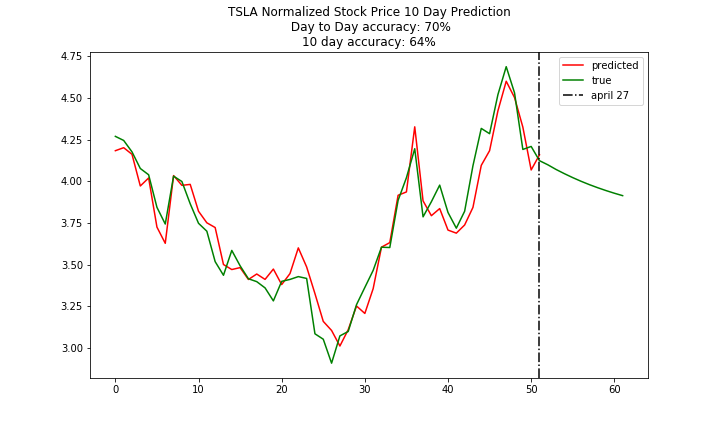 TSLA Normalized Stock Price 10 Day Prediction
Day to Day accuracy: 70%
10 day accuracy: 64%
predicted
true
april 27
4.75
4.50
4.25
4.00
3.75
3.50
3.25
3.00
0 10 20 30 40 50 60